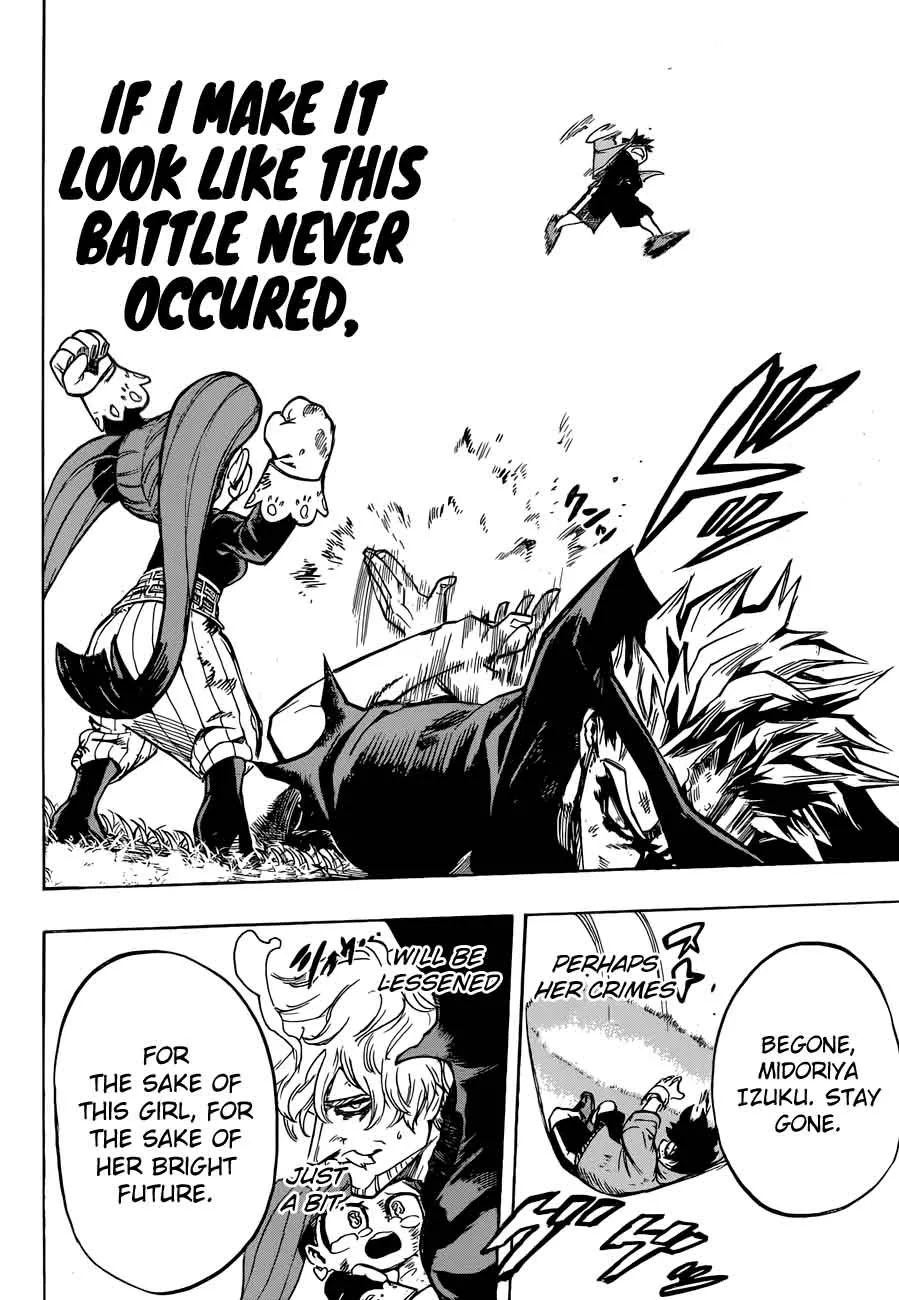 IF I MAKE IT
LOOK LIKE THIS
BATTLE NEVER
OCCURED,
BEGONE,
MIDORIYA
IZUKU. STAY
GONE.
PERHAPS
HER CRIMES
WILL BE
LESSENED
JUST
A BIT..
FOR
THE SAKE OF
THIS GIRL, FOR
THE SAKE OF
HER BRIGHT
FUTURE.